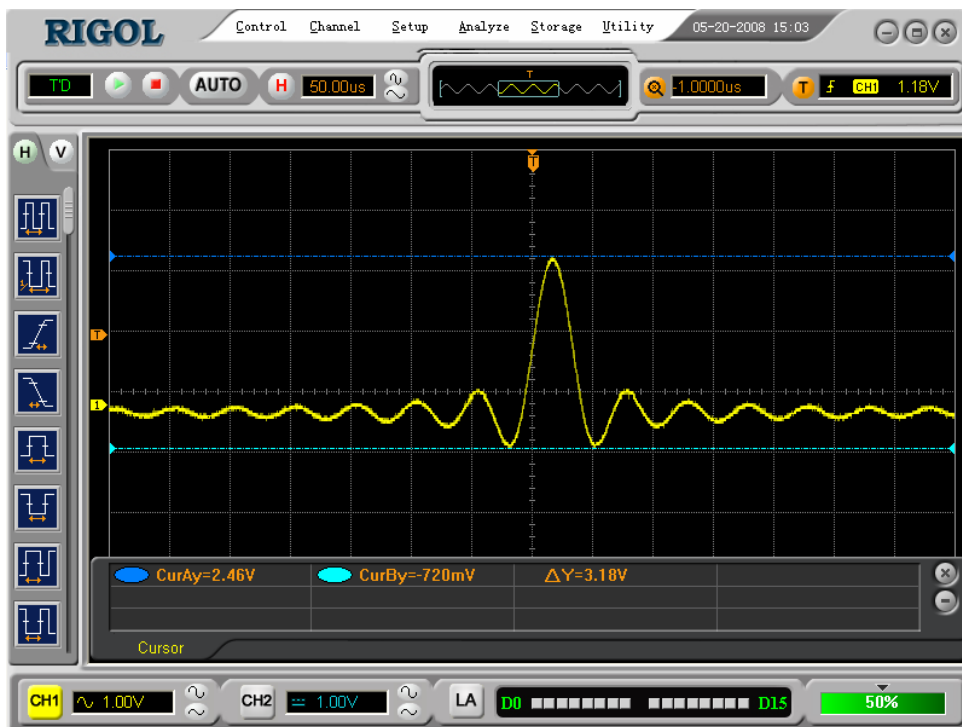 RIGOL Control Channel Setup Analyze Storage Utility 05-20-2008 15:03
T'D AUTO H 50.00us T -1.0000us T CH1 1.18V
H V
T
T
1
1/
CurAy=2.46V CurBy=-720mV △Y=3.18V
Cursor
CH1 1.00V CH2 1.00V LA D0 D15 50%